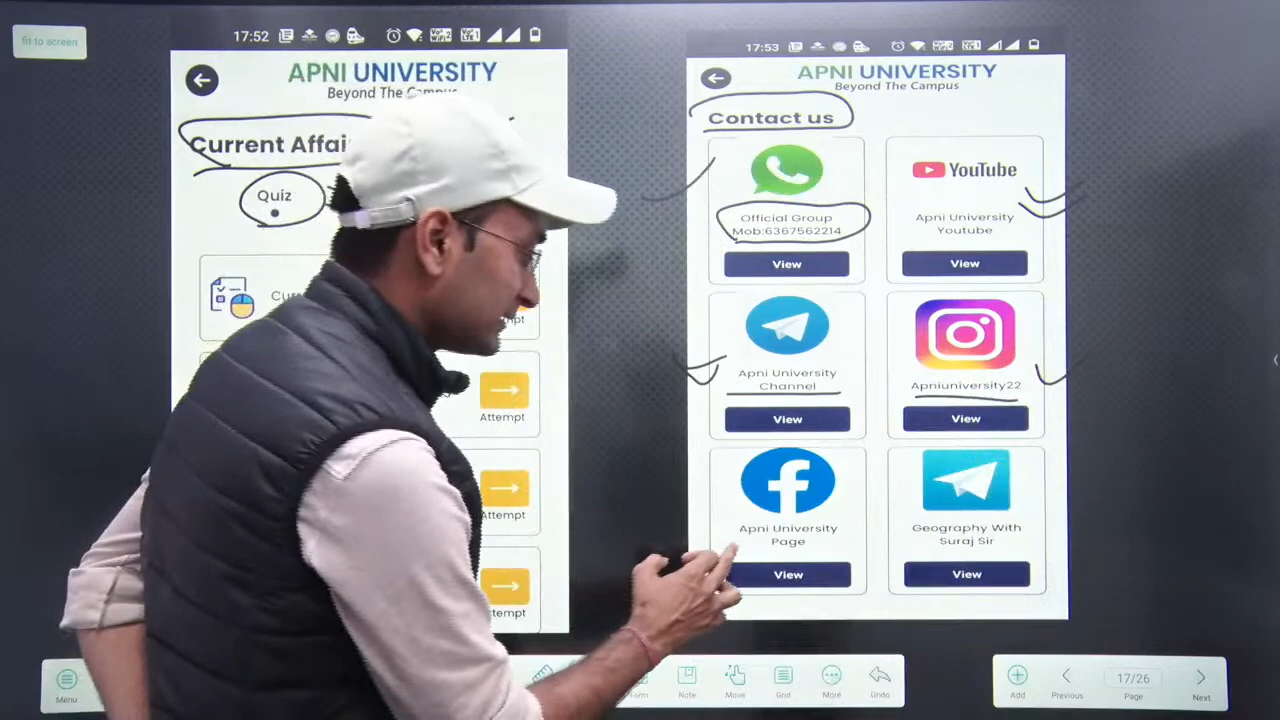 fit to screen
17:52
APNI UNIVERSITY
Beyond The Campus
Current Affai
Quiz
Attempt
Attempt
17:53
APNI UNIVERSITY
Beyond The Campus
Contact us
Official Group
Mob:6367562214
View
YouTube
Apni University
Youtube
View
Apni University
Channel
View
Apniuniversity22
View
Apni University
Page
View
Geography With
Suraj Sir
View
Menu
Form
Note
Move
Grid
More
Undo
Add
Previous
17/26
Page
Next